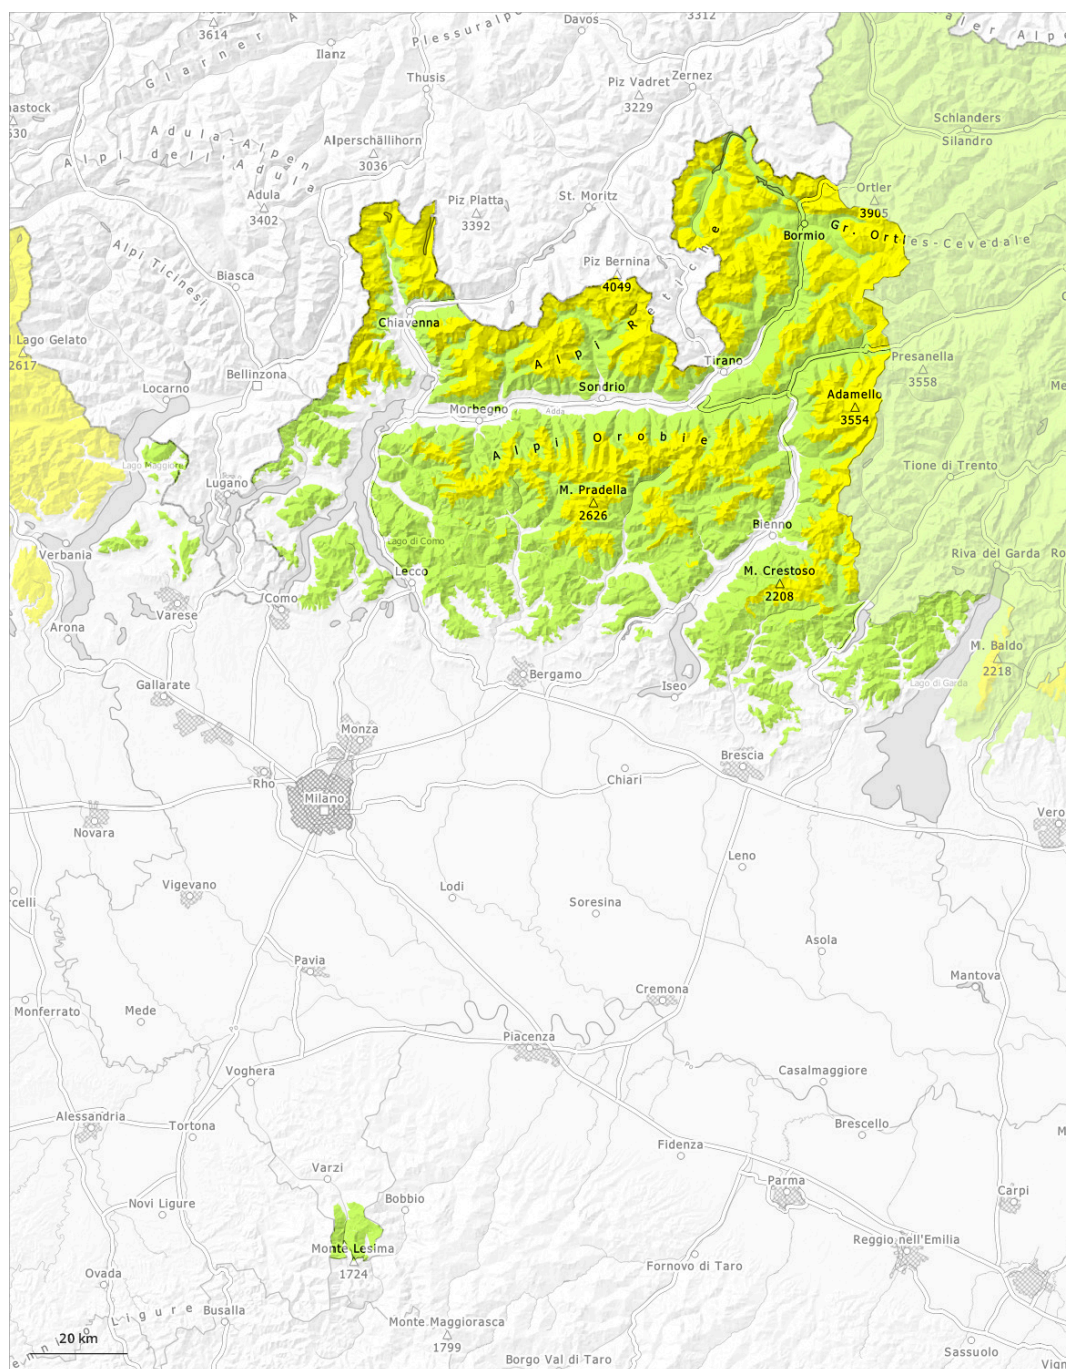 3614
Davos
3312
Plessuralpe
Glarner
Ilanz
Thusis
Piz Vadret
3229
Zernez
Adula-Alpen
Alpi dell'Adula
Alperschällihorn
3036
Schlanders
Silandro
Adula
3402
Piz Platta
3392
St. Moritz
Ortler
3905
Alpi Ticinesi
Biasca
Bormio
Gr. Ortles-Cevedale
Piz Bernina
4049
Lago Gelato
2617
Chiavenna
Alpi Retiche
Bellinzona
Locarno
Tirano
Presanella
3558
Sondrio
Morbegno
Adda
Adamello
3554
Alpi Orobie
Lago Maggiore
Lugano
Tione di Trento
M. Pradella
2626
Bienno
Verbania
Lago di Como
Riva del Garda
Lecco
M. Crestoso
2208
Como
Varese
Arona
M. Baldo
2218
Bergamo
Lago di Garda
Gallarate
Iseo
Monza
Brescia
Rho
Chiari
Milano
Novara
Leno
Vigevano
Lodi
Soresina
Asola
Pavia
Mantova
Cremona
Monferrato
Mede
Piacenza
Voghera
Po
Casalmaggiore
Alessandria
Tortona
Brescello
Fidenza
Varzi
Parma
Carpi
Novi Ligure
Bobbio
Monte Lesima
1724
Reggio nell'Emilia
Ovada
Fornovo di Taro
Ligure
Busalla
Monte Maggiorasca
1799
20 km
Sassuolo
Borgo Val di Taro